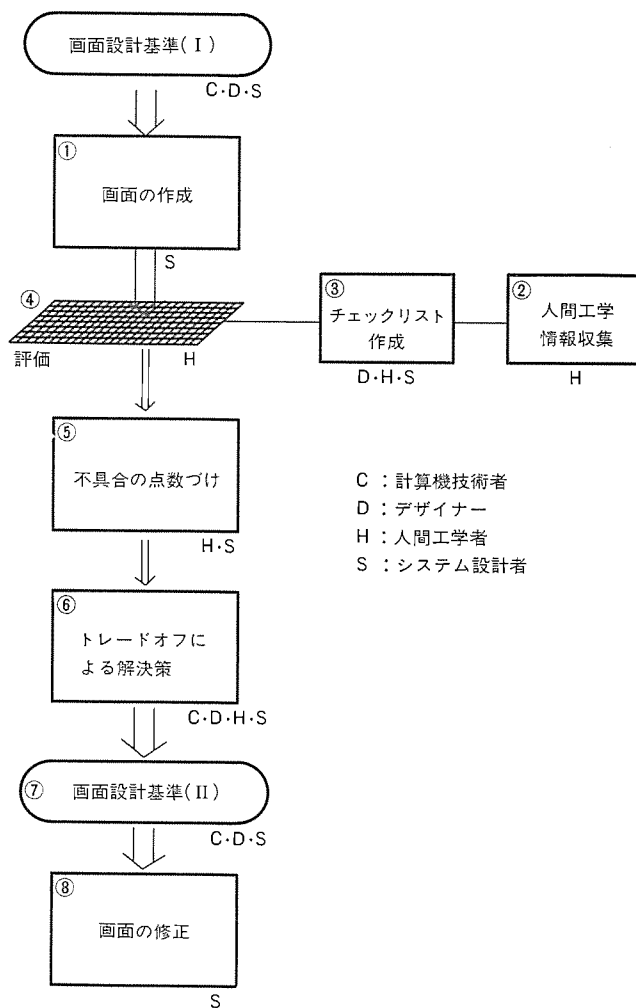 画面設計基準(Ⅰ)
C·D·S
①
画面の作成
S
④
評価
H
③
チェックリスト
作成
D·H·S
②
人間工学
情報収集
H
⑤
不具合の点数づけ
H·S
C：計算機技術者
D：デザイナー
H：人間工学者
S：システム設計者
⑥
トレードオフに
よる解決策
C·D·H·S
⑦ 画面設計基準(Ⅱ)
C·D·S
⑧
画面の修正
S